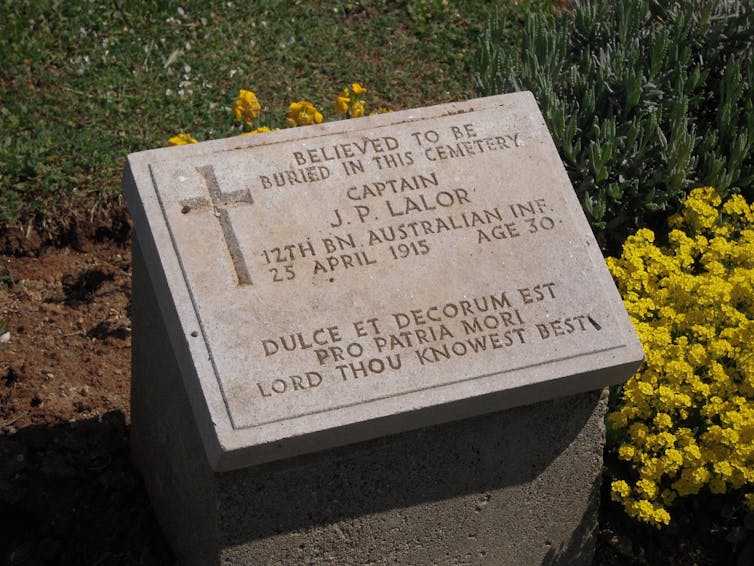 BELIEVED TO BE
BURIED IN THIS CEMETERY
CAPTAIN
J. P. LALOR
12TH BN. AUSTRALIAN INF.
25 APRIL 1915 AGE 30
DULCE ET DECORUM EST
PRO PATRIA MORI
LORD THOU KNOWEST BEST